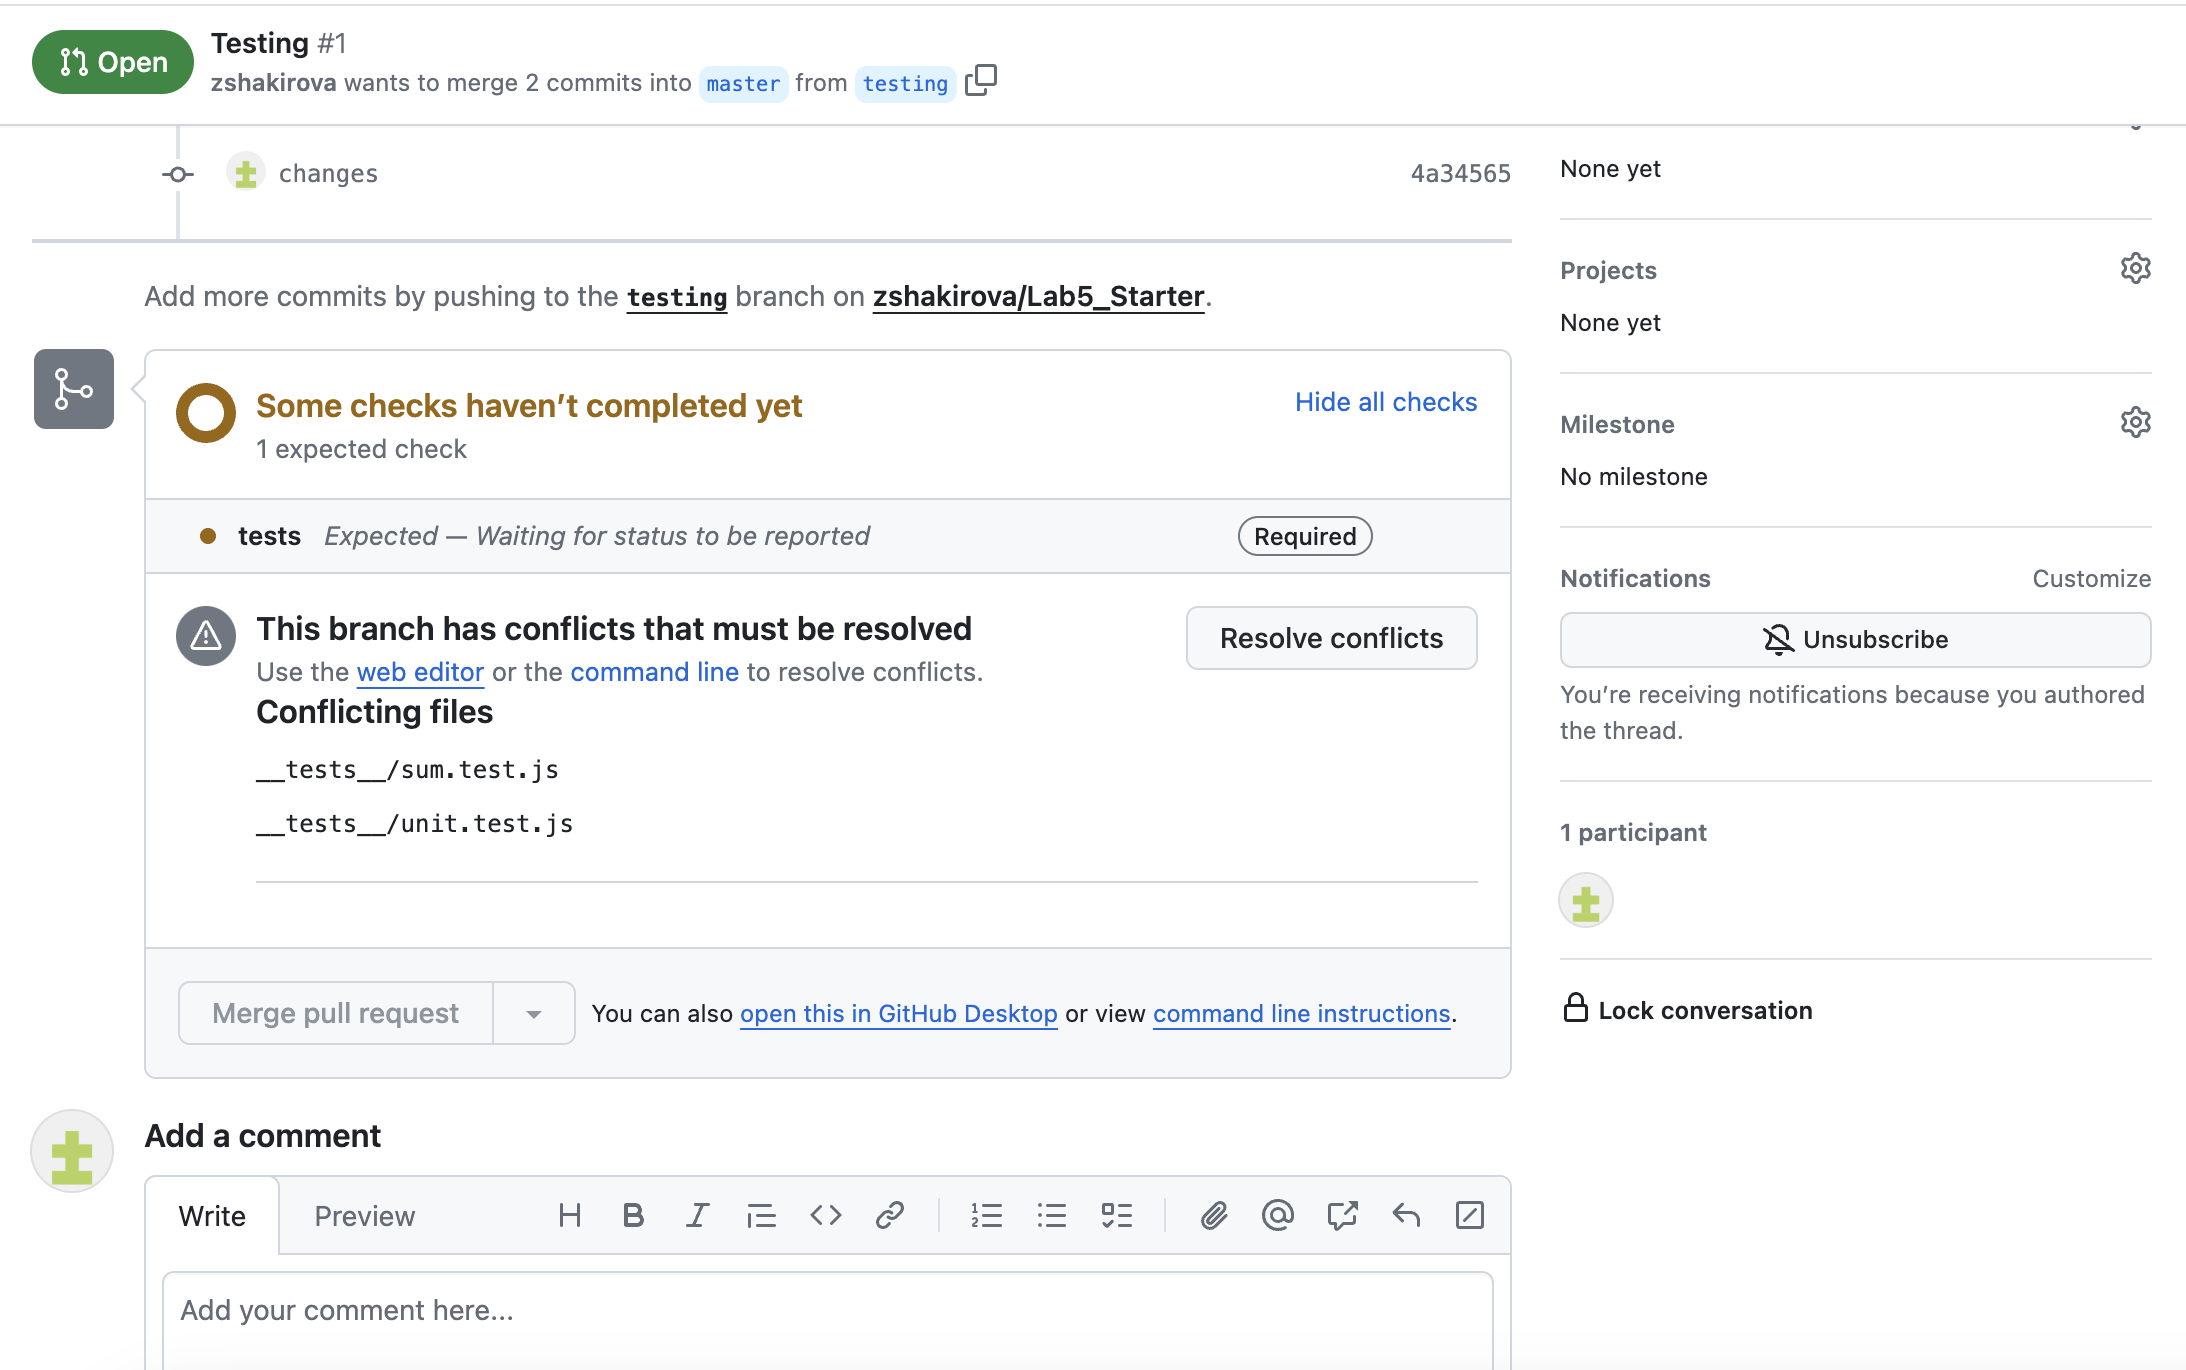 Open
Testing #1
zshakirova wants to merge 2 commits into master from testing
changes
4a34565
Add more commits by pushing to the testing branch on zshakirova/Lab5_Starter.
Some checks haven’t completed yet
Hide all checks
1 expected check
tests Expected — Waiting for status to be reported
Required
This branch has conflicts that must be resolved
Resolve conflicts
Use the web editor or the command line to resolve conflicts.
Conflicting files
__tests__/sum.test.js
__tests__/unit.test.js
Merge pull request
You can also open this in GitHub Desktop or view command line instructions.
Add a comment
Write
Preview
Add your comment here...
None yet
Projects
None yet
Milestone
No milestone
Notifications
Customize
Unsubscribe
You’re receiving notifications because you authored
the thread.
1 participant
Lock conversation